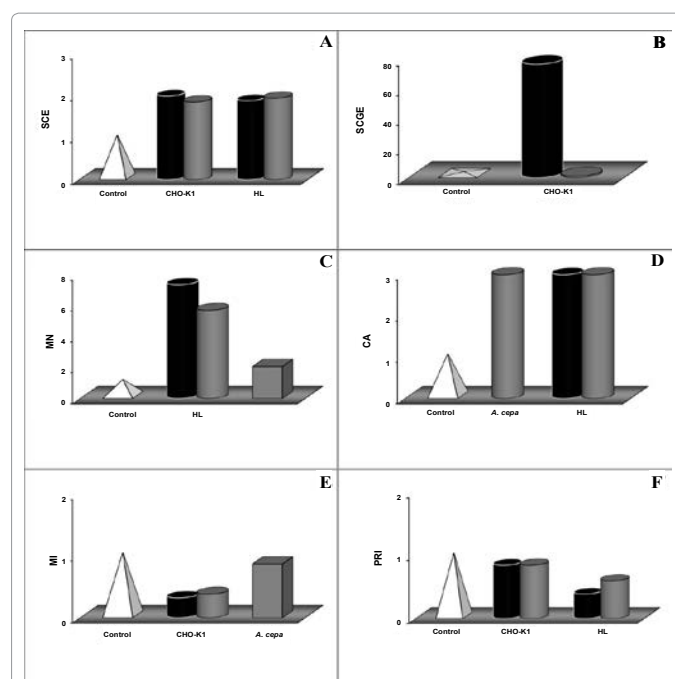 A
3
2
1
0
SCE
Control CHO-K1 HL
B
80
60
40
20
0
SCGE
Control CHO-K1
C
8
6
4
2
0
MN
Control HL
D
3
2
1
0
CA
Control A. cepa HL
E
2
1
0
MI
Control CHO-K1 A. cepa
F
2
1
0
PRI
Control CHO-K1 HL